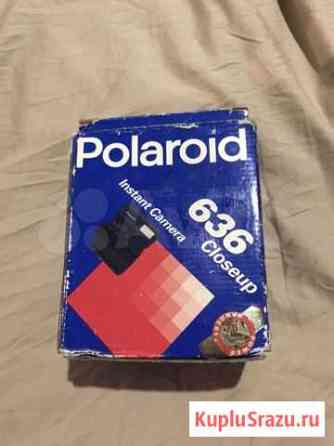 Polaroid
Instant Camera
636
Closeup
KupluSrazu.ru